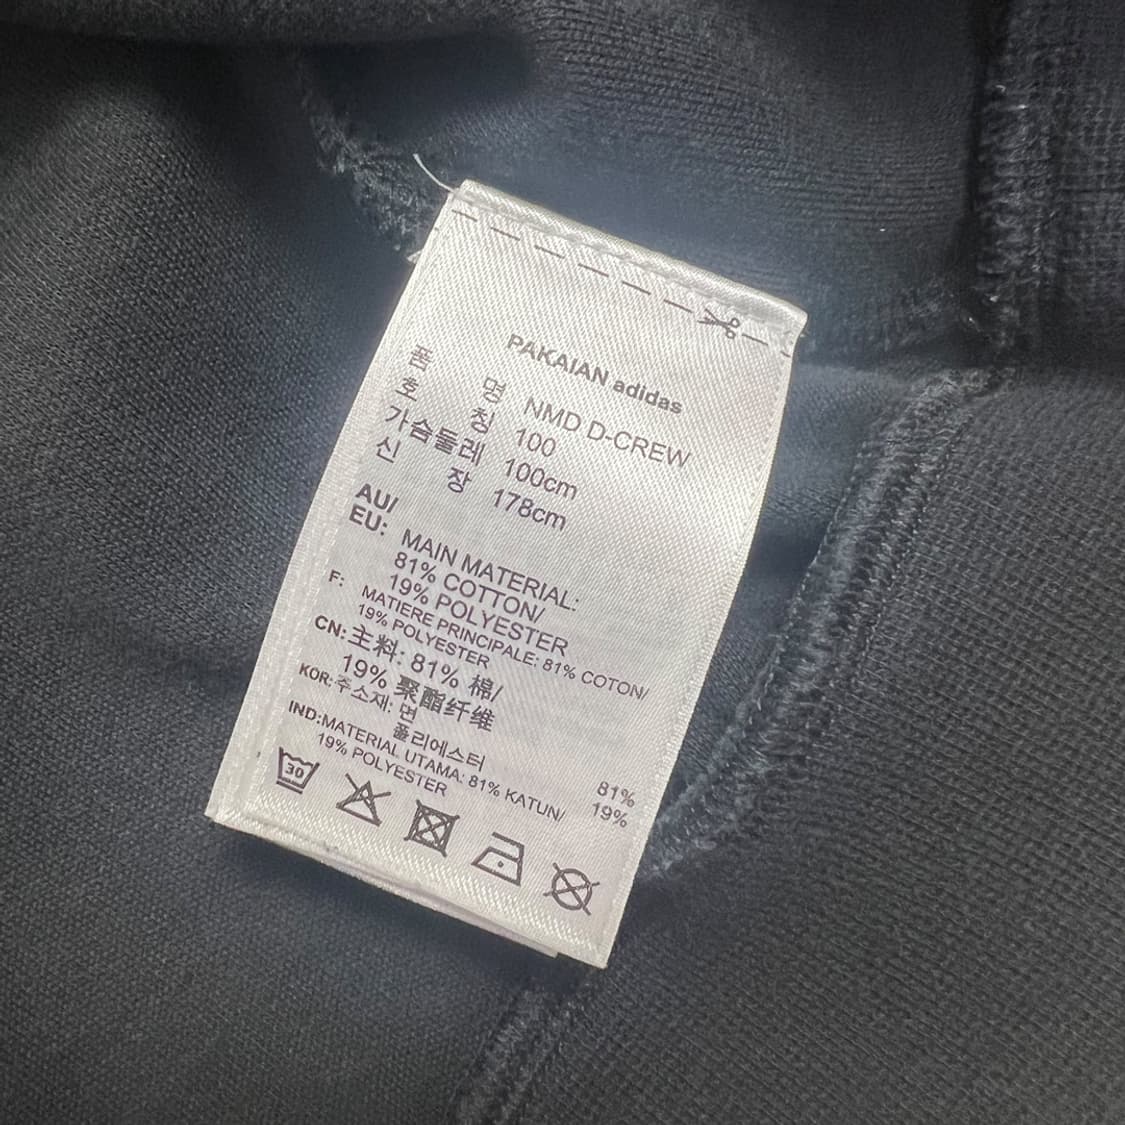 PAKAIAN adidas
품 명 NMD D-CREW
호 칭 100
가슴둘레 100cm
신 장 178cm
AU/
EU: MAIN MATERIAL:
81% COTTON/
19% POLYESTER
F: MATIERE PRINCIPALE: 81% COTON/
19% POLYESTER
CN: 主料: 81% 棉/
19% 聚酯纤维
KOR: 주소재: 면 81%
폴리에스터 19%
IND: MATERIAL UTAMA: 81% KATUN/
19% POLYESTER
30